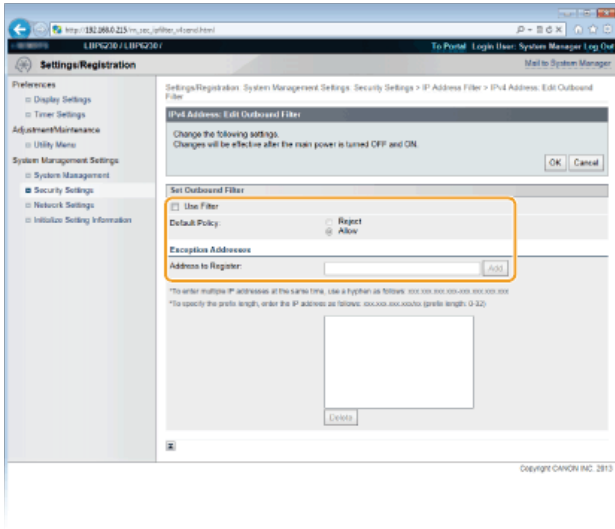 http://192.168.0.215/m_sec_ipfilter_v4send.html
LBP6230 / LBP6230 /
To Portal Login User: System Manager Log Out
Settings/Registration
Mail to System Manager
Preferences
Display Settings
Timer Settings
Adjustment/Maintenance
Utility Menu
System Management Settings
System Management
Security Settings
Network Settings
Initialize Setting Information
Settings/Registration: System Management Settings: Security Settings > IP Address Filter > IPv4 Address: Edit Outbound
Filter
IPv4 Address: Edit Outbound Filter
Change the following settings.
Changes will be effective after the main power is turned OFF and ON.
OK Cancel
Set Outbound Filter
Use Filter
Default Policy:
Reject
Allow
Exception Addresses
Address to Register:
Add
*To enter multiple IP addresses at the same time, use a hyphen as follows: xxx.xxx.xxx.xxx-xxx.xxx.xxx.xxx
*To specify the prefix length, enter the IP address as follows: xxx.xxx.xxx.xxx/xx (prefix length: 0-32)
Delete
Copyright CANON INC. 2013